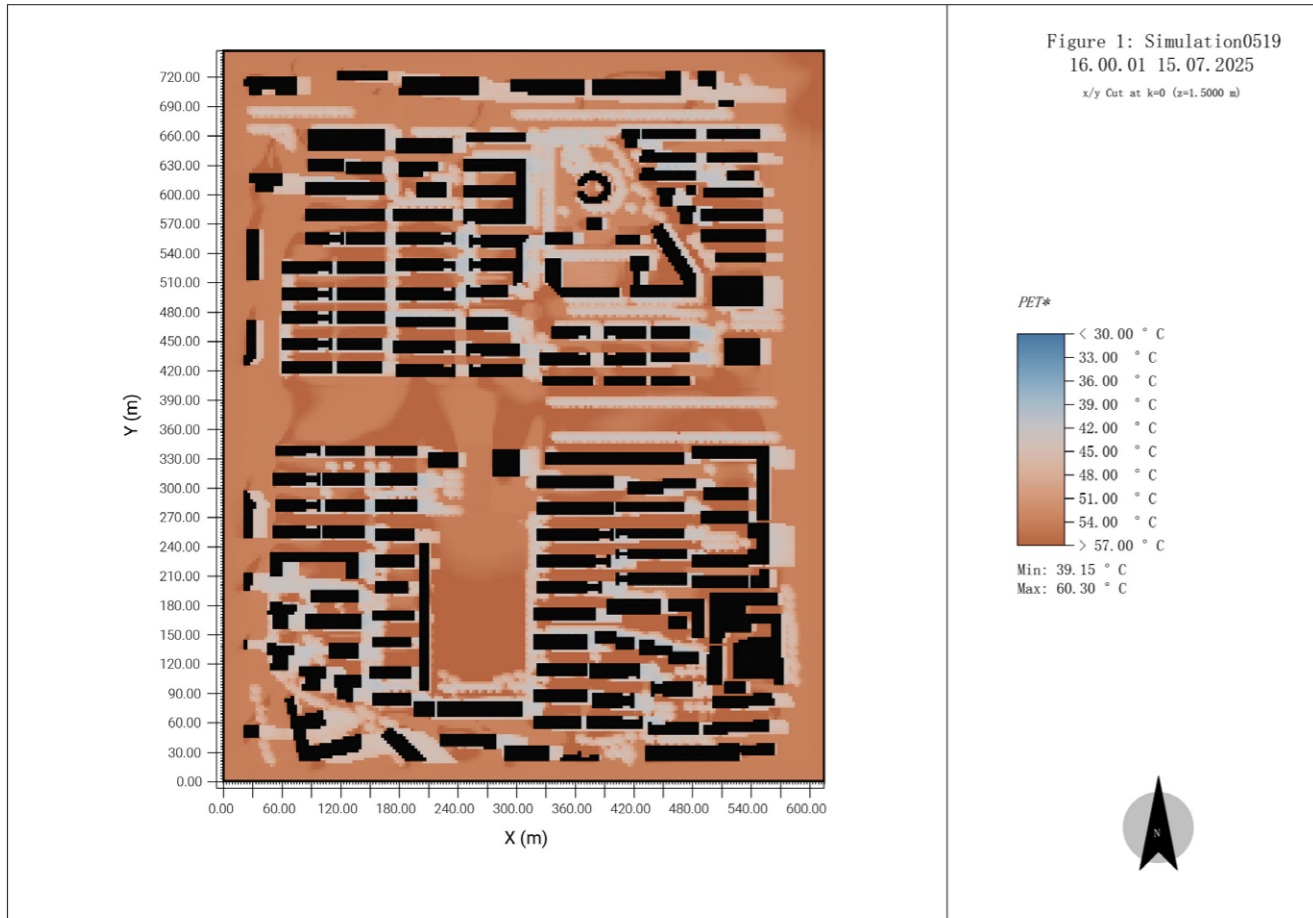 Figure 1: Simulation0519
16.00.01 15.07.2025
x/y Cut at k=0 (z=1.5000 m)
720.00
690.00
660.00
630.00
600.00
570.00
540.00
510.00
480.00
450.00
420.00
390.00
360.00
330.00
300.00
270.00
240.00
210.00
180.00
150.00
120.00
90.00
60.00
30.00
0.00
Y (m)
0.00 60.00 120.00 180.00 240.00 300.00 360.00 420.00 480.00 540.00 600.00
X (m)
PET*
< 30.00 ° C
33.00 ° C
36.00 ° C
39.00 ° C
42.00 ° C
45.00 ° C
48.00 ° C
51.00 ° C
54.00 ° C
> 57.00 ° C
Min: 39.15 ° C
Max: 60.30 ° C
N